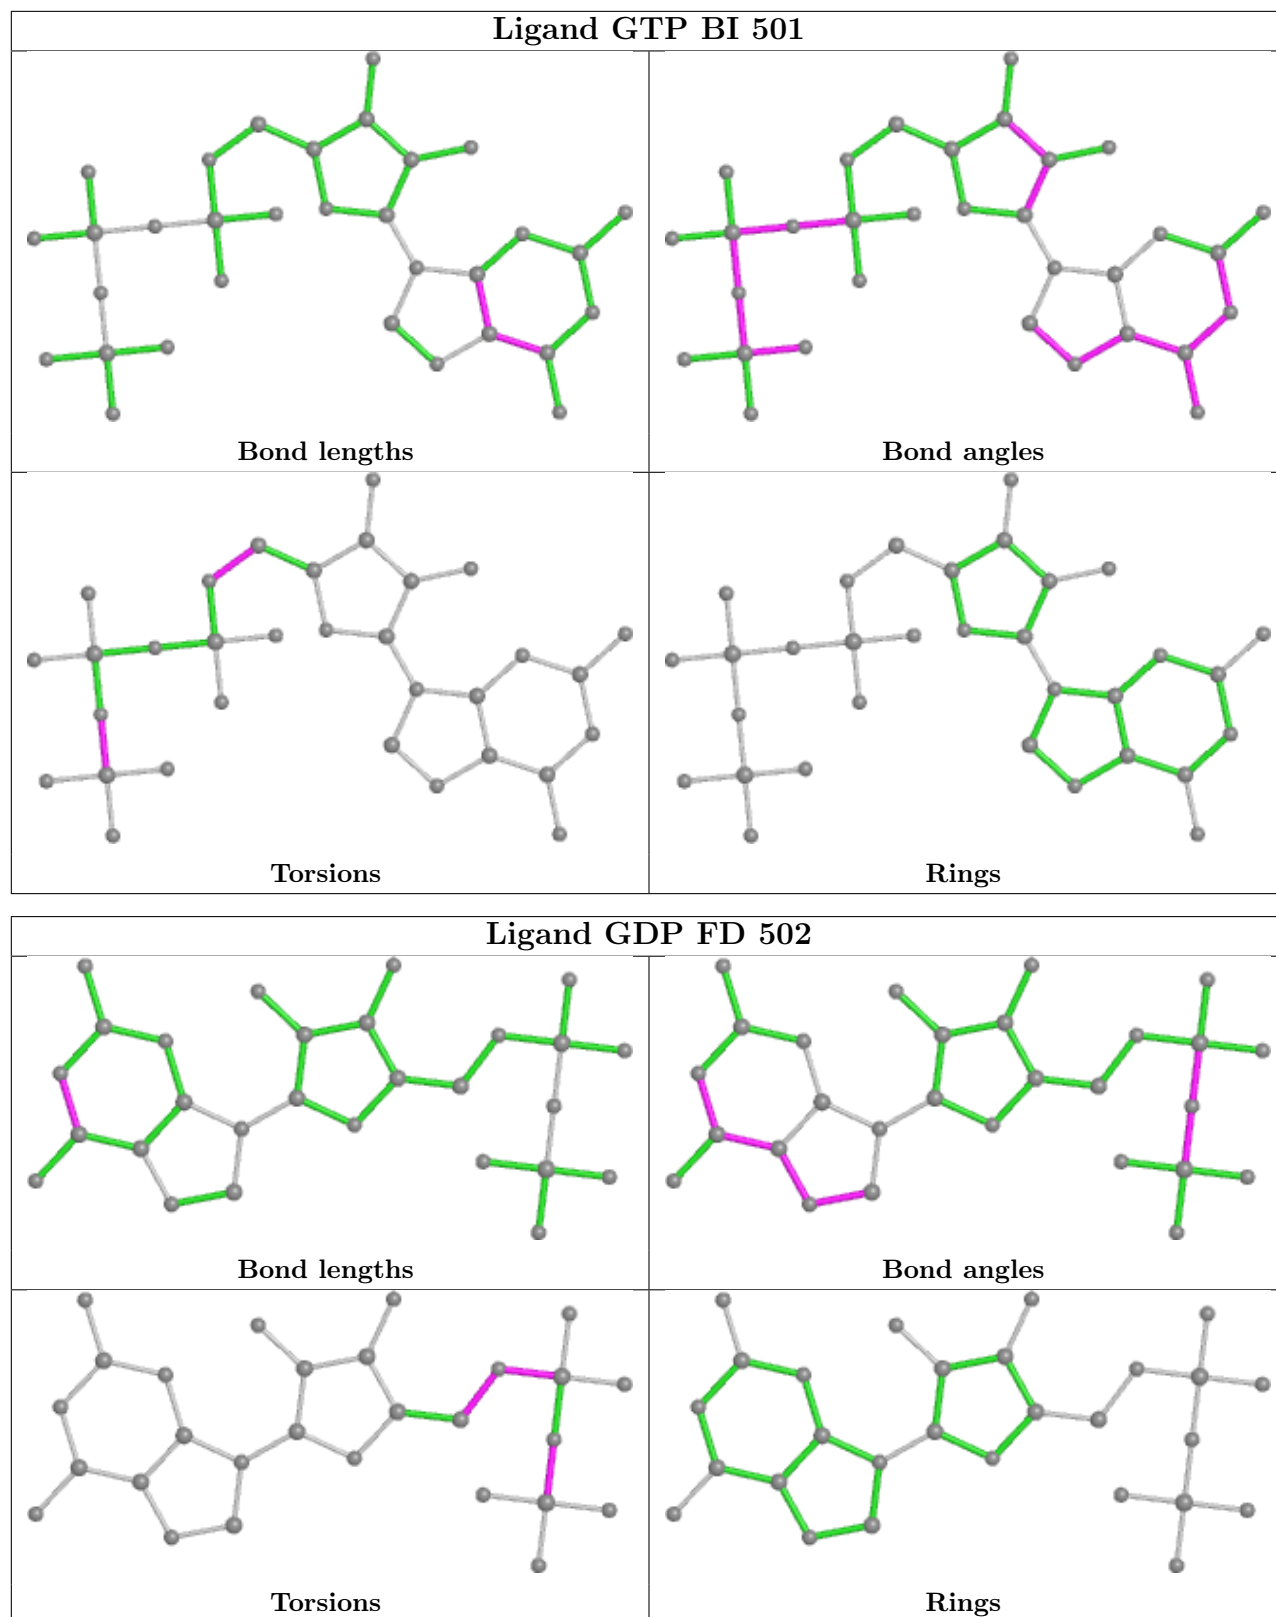 Ligand GTP BI 501
Bond lengths
Bond angles
Torsions
Rings
Ligand GDP FD 502
Bond lengths
Bond angles
Torsions
Rings